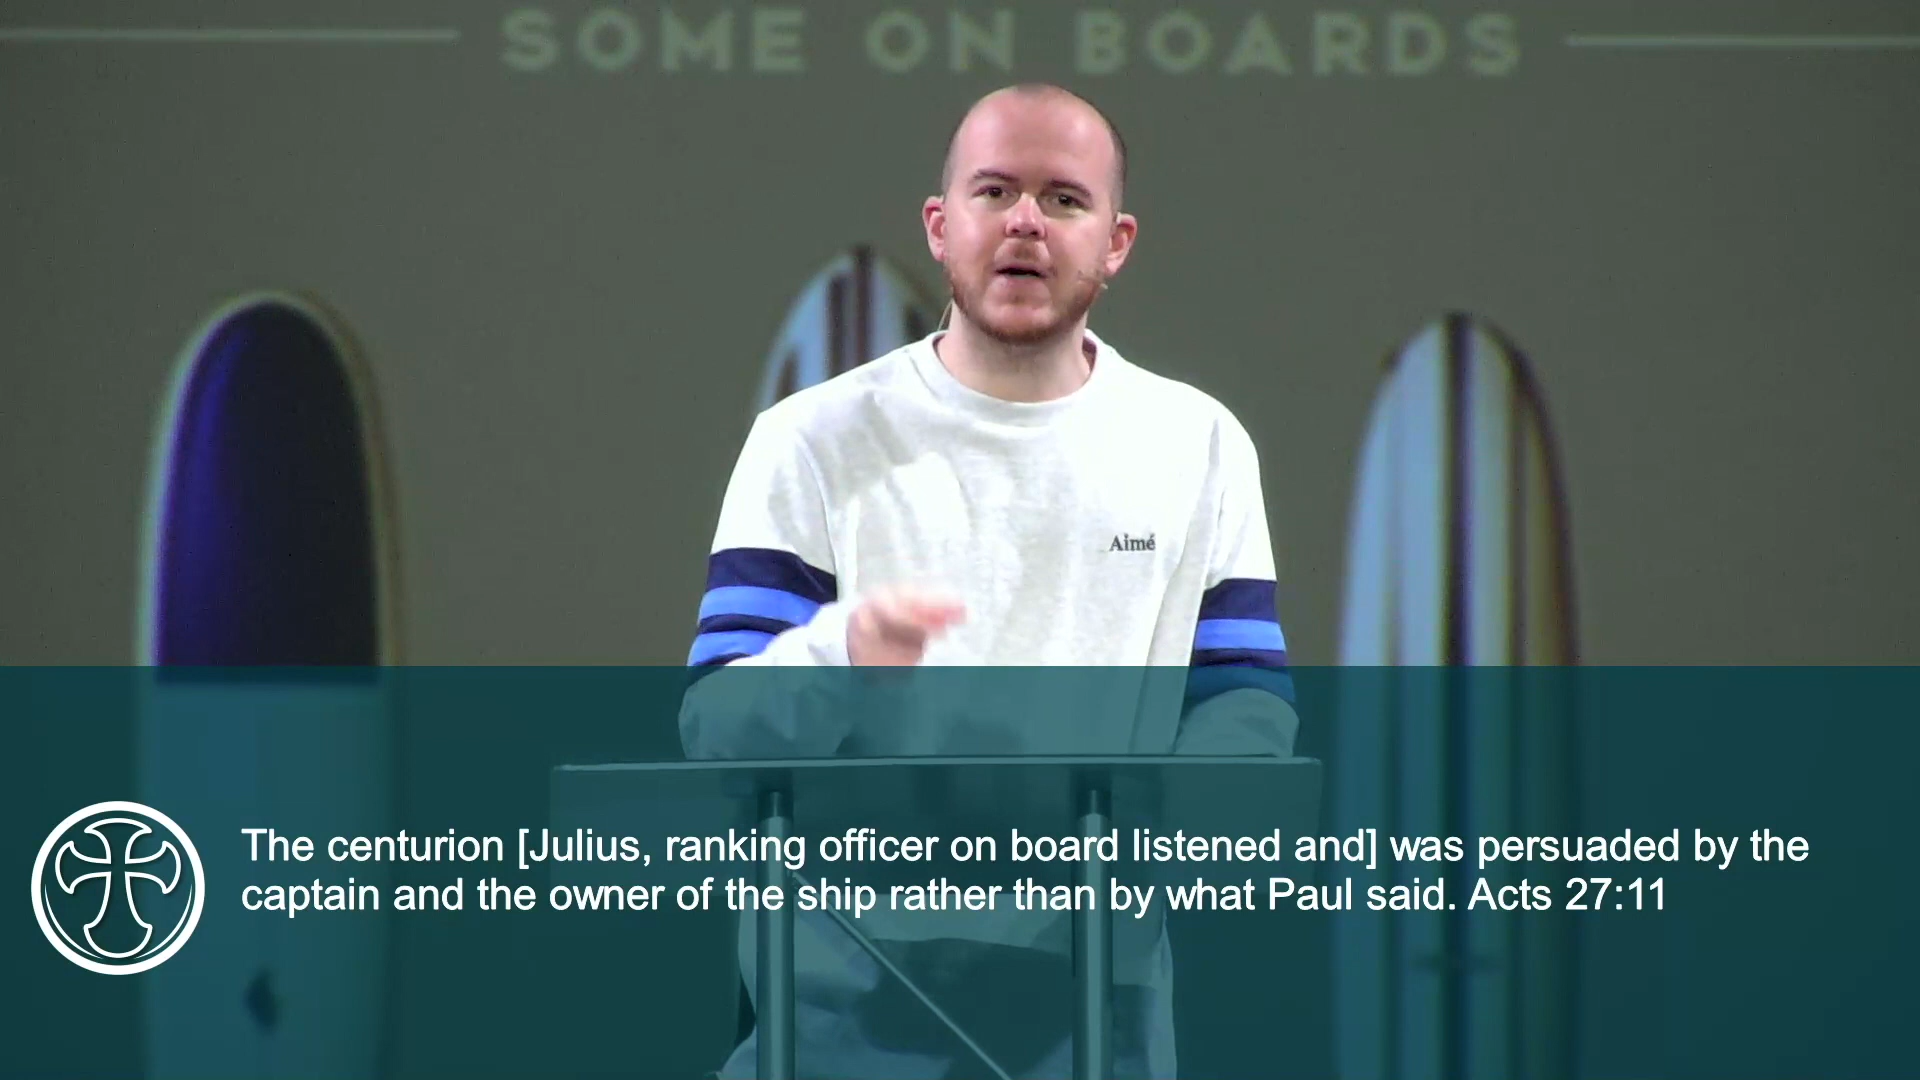 SOME ON BOARDS
Aimé
The centurion [Julius, ranking officer on board listened and] was persuaded by the
captain and the owner of the ship rather than by what Paul said. Acts 27:11